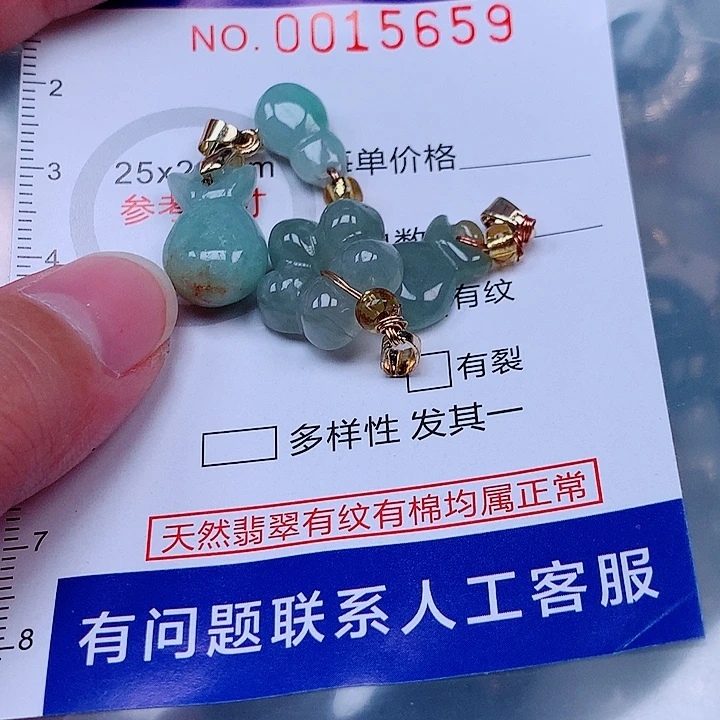 NO. 0015659
2
3
25x2 m
单价格
参考 寸
4
有纹
有裂
多样性 发其一
天然翡翠有纹有棉均属正常
7
有问题联系人工客服
8